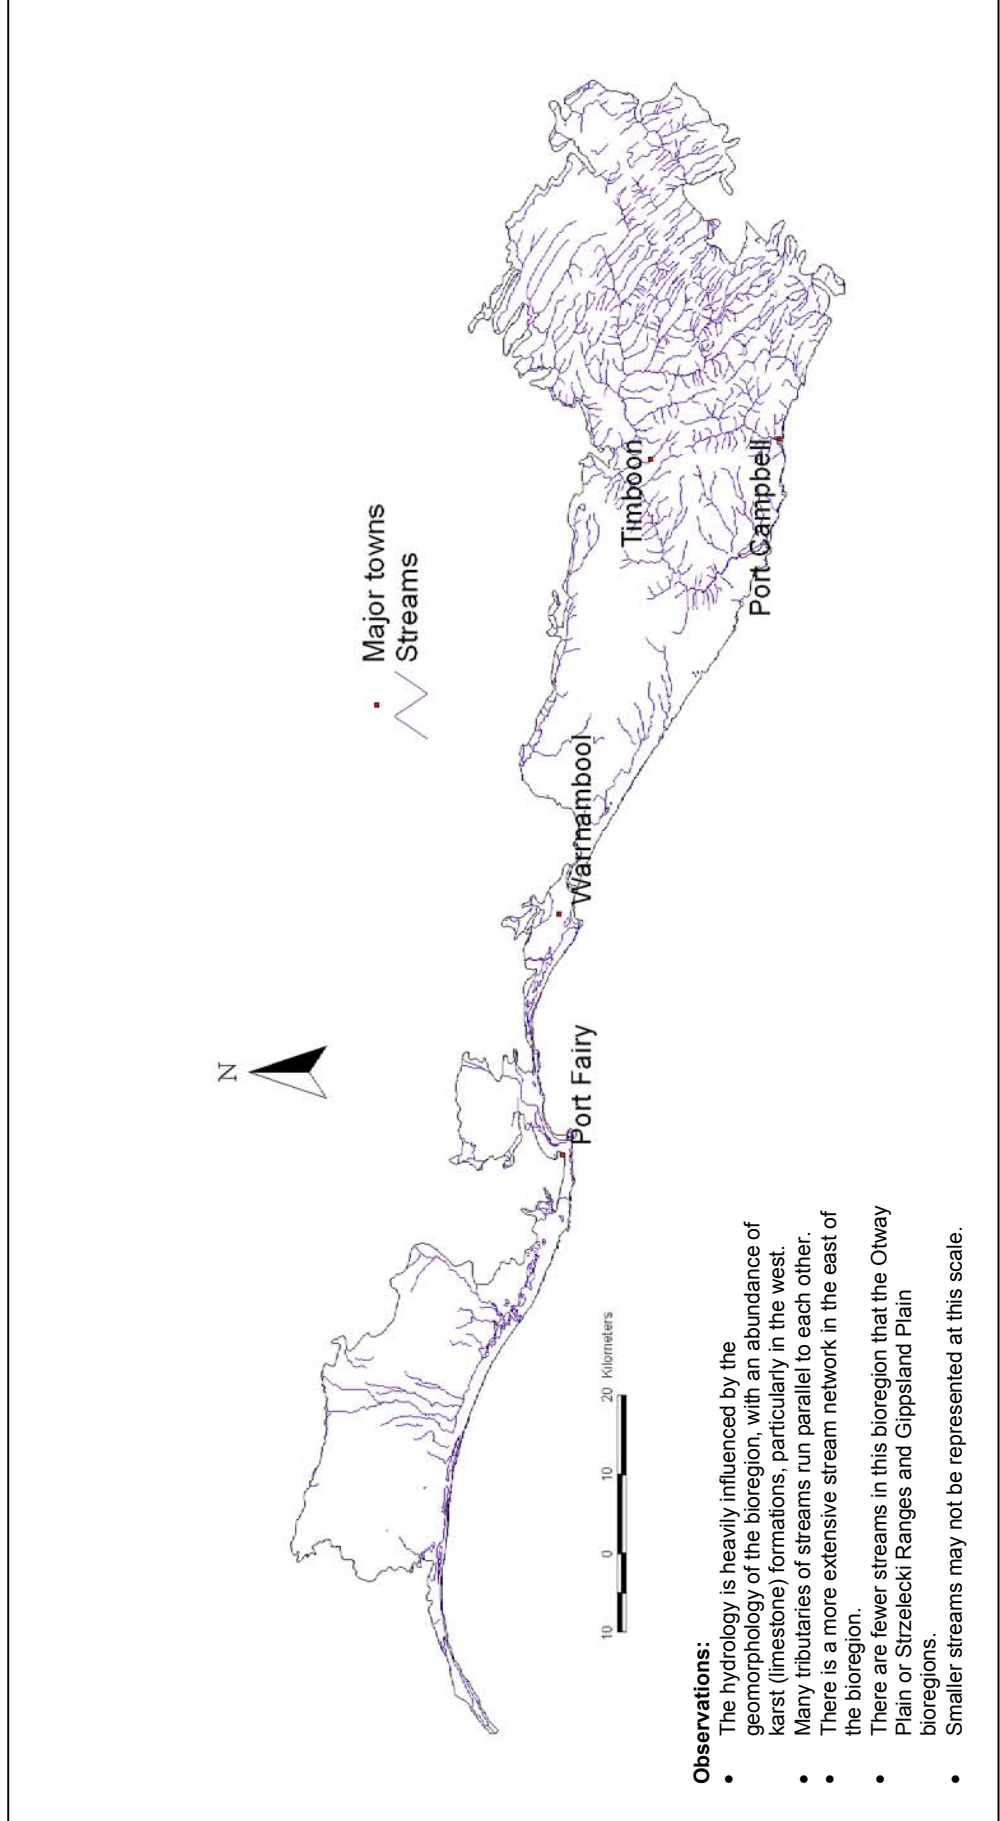 N
Major towns
Streams
Timboon
Port Campbell
Warrnambool
Port Fairy
10 0 10 20 Kilometers
Observations:
• The hydrology is heavily influenced by the
geomorphology of the bioregion, with an abundance of
karst (limestone) formations, particularly in the west.
• Many tributaries of streams run parallel to each other.
• There is a more extensive stream network in the east of
the bioregion.
• There are fewer streams in this bioregion that the Otway
Plain or Strzelecki Ranges and Gippsland Plain
bioregions.
• Smaller streams may not be represented at this scale.